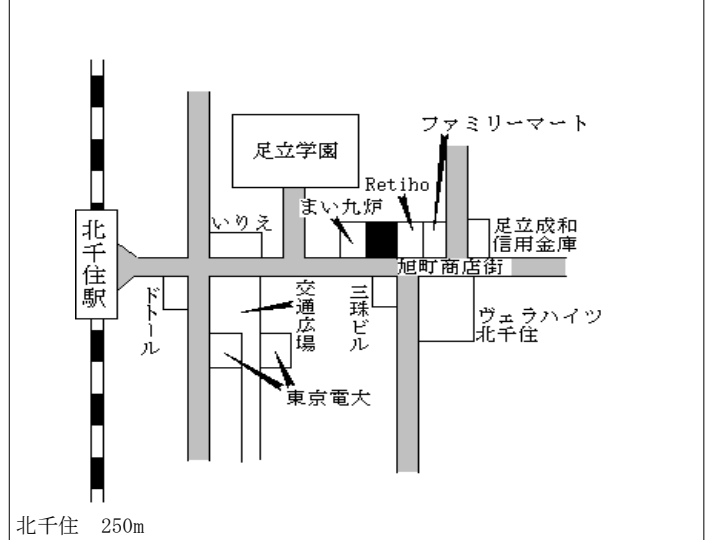 ファミリーマート
足立学園
Retiho
まい九炉
いりえ
足立成和
信用金庫
北千住駅
旭町商店街
ドトール
交通広場
三珠ビル
ヴェラハイツ
北千住
東京電大
北千住　250m